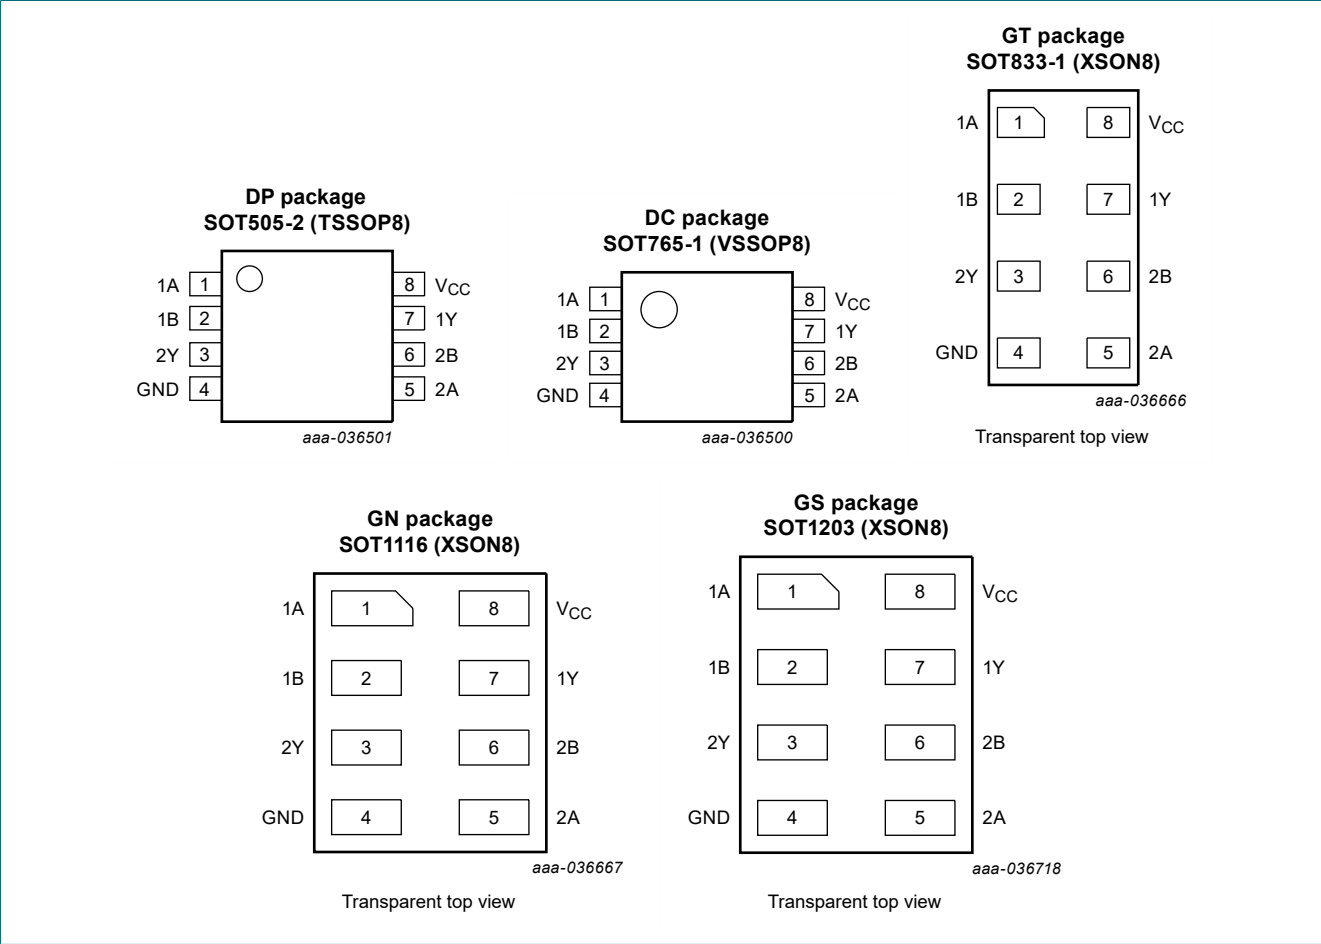 GT package
SOT833-1 (XSON8)
1A 1 8 VCC
1B 2 7 1Y
2Y 3 6 2B
GND 4 5 2A
aaa-036666
Transparent top view
DP package
SOT505-2 (TSSOP8)
1A 1 8 VCC
1B 2 7 1Y
2Y 3 6 2B
GND 4 5 2A
aaa-036501
DC package
SOT765-1 (VSSOP8)
1A 1 8 VCC
1B 2 7 1Y
2Y 3 6 2B
GND 4 5 2A
aaa-036500
GN package
SOT1116 (XSON8)
1A 1 8 VCC
1B 2 7 1Y
2Y 3 6 2B
GND 4 5 2A
aaa-036667
Transparent top view
GS package
SOT1203 (XSON8)
1A 1 8 VCC
1B 2 7 1Y
2Y 3 6 2B
GND 4 5 2A
aaa-036718
Transparent top view